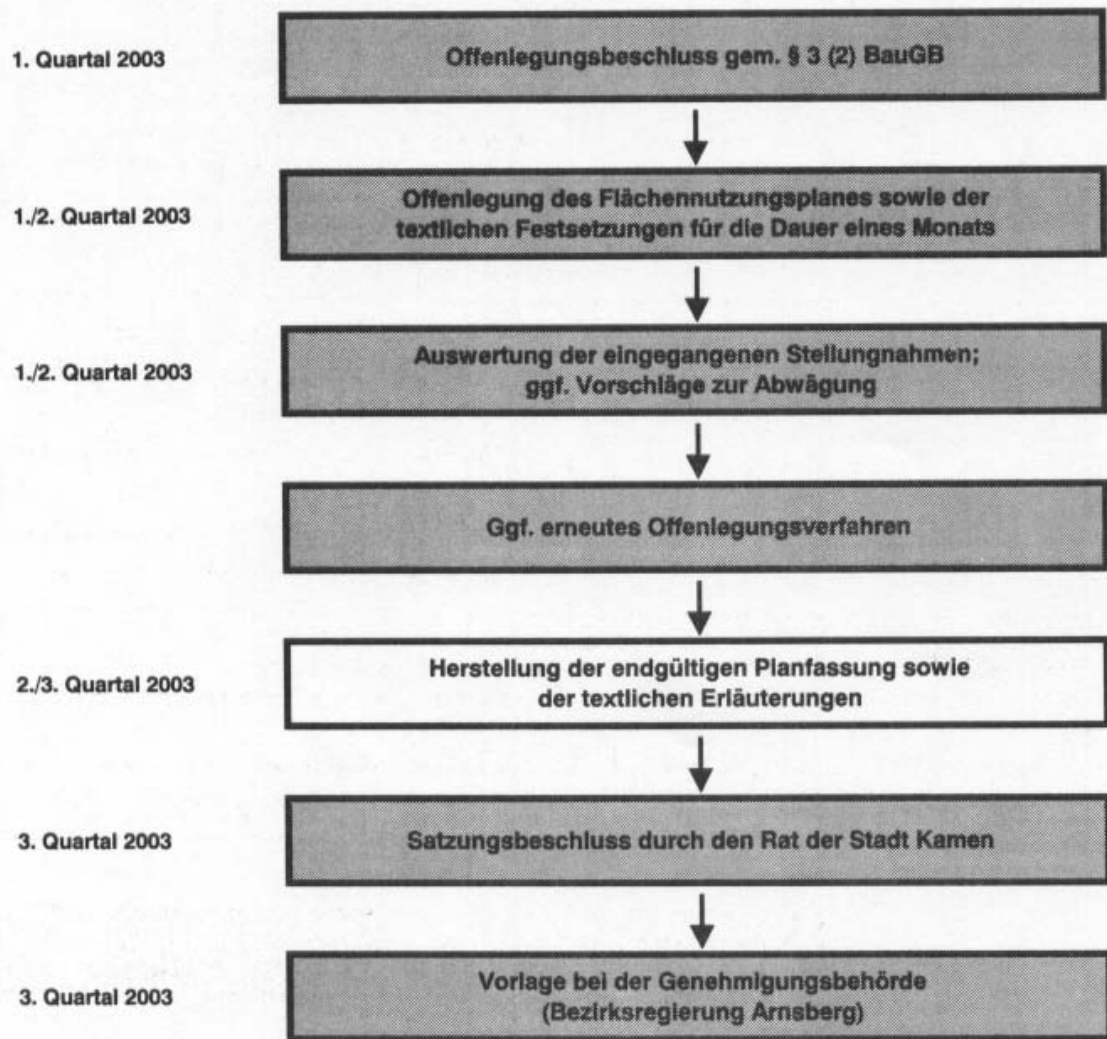 1. Quartal 2003
Offenlegungsbeschluss gem. § 3 (2) BauGB
1./2. Quartal 2003
Offenlegung des Flächennutzungsplanes sowie der
textlichen Festsetzungen für die Dauer eines Monats
1./2. Quartal 2003
Auswertung der eingegangenen Stellungnahmen;
ggf. Vorschläge zur Abwägung
Ggf. erneutes Offenlegungsverfahren
2./3. Quartal 2003
Herstellung der endgültigen Planfassung sowie
der textlichen Erläuterungen
3. Quartal 2003
Satzungsbeschluss durch den Rat der Stadt Kamen
3. Quartal 2003
Vorlage bei der Genehmigungsbehörde
(Bezirksregierung Arnsberg)